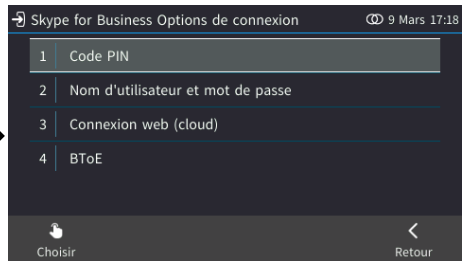 Skype for Business Options de connexion 9 Mars 17:18
1 Code PIN
2 Nom d'utilisateur et mot de passe
3 Connexion web (cloud)
4 BToE
Choisir Retour